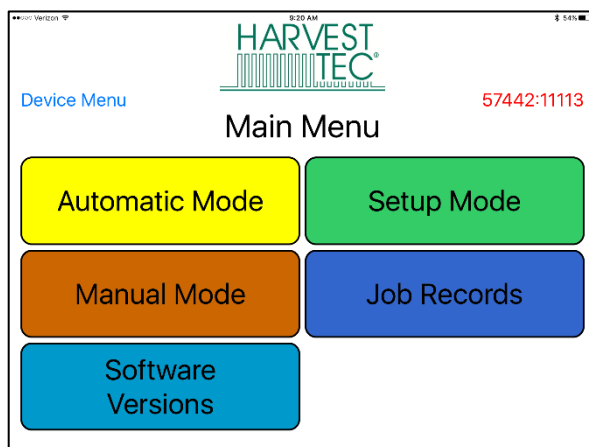 Verizon 9:20 AM 54%
HARVEST
TEC®
Device Menu 57442:11113
Main Menu
Automatic Mode Setup Mode
Manual Mode Job Records
Software
Versions